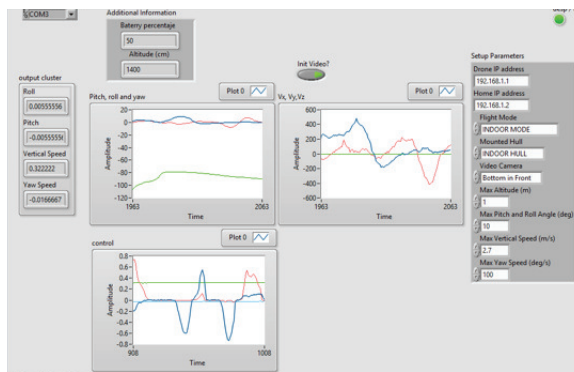 COM3
Additional Information
Baterry percentaje
50
Altitude (cm)
1400
Init Video?
output cluster
Roll
0.00555556
Pitch
-0.0055555
Vertical Speed
0.322222
Yaw Speed
-0.0166667
Pitch, roll and yaw
Plot 0
Amplitude
20
0
-20
-40
-60
-80
-100
-120
1963
2063
Time
Vx, Vy,Vz
Plot 0
Amplitude
600
400
200
0
-200
-400
-600
1963
2063
Time
control
Plot 0
Amplitude
0.8
0.6
0.4
0.2
0
-0.2
-0.4
-0.6
-0.8
908
1008
Time
Setup Parameters
Drone IP address
192.168.1.1
Home IP address
192.168.1.2
Flight Mode
INDOOR MODE
Mounted Hull
INDOOR HULL
Video Camera
Bottom in Front
Max Altitude (m)
1
Max Pitch and Roll Angle (deg)
10
Max Vertical Speed (m/s)
2.7
Max Yaw Speed (deg/s)
100